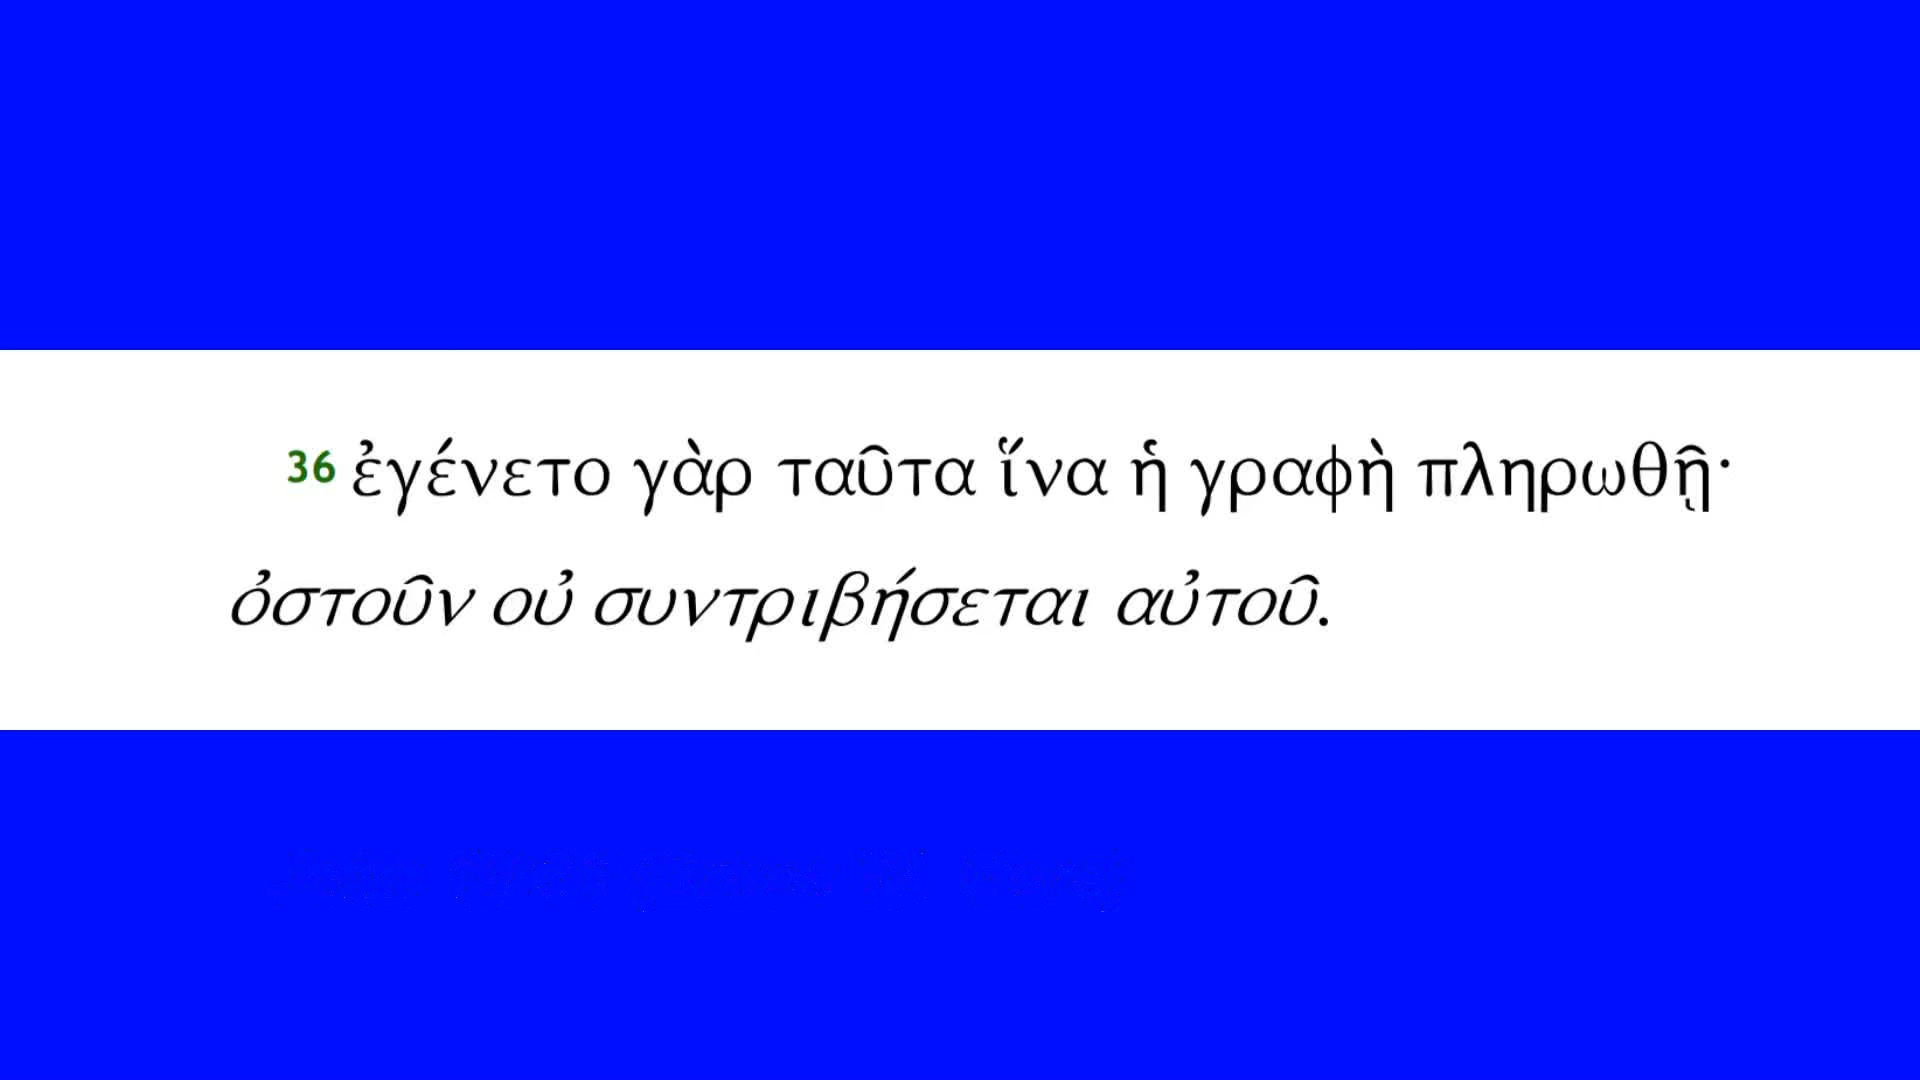 36 ἐγένετο γὰρ ταῦτα ἵνα ἡ γραφὴ πληρωθῇ·
ὀστοῦν οὐ συντριβήσεται αὐτοῦ.